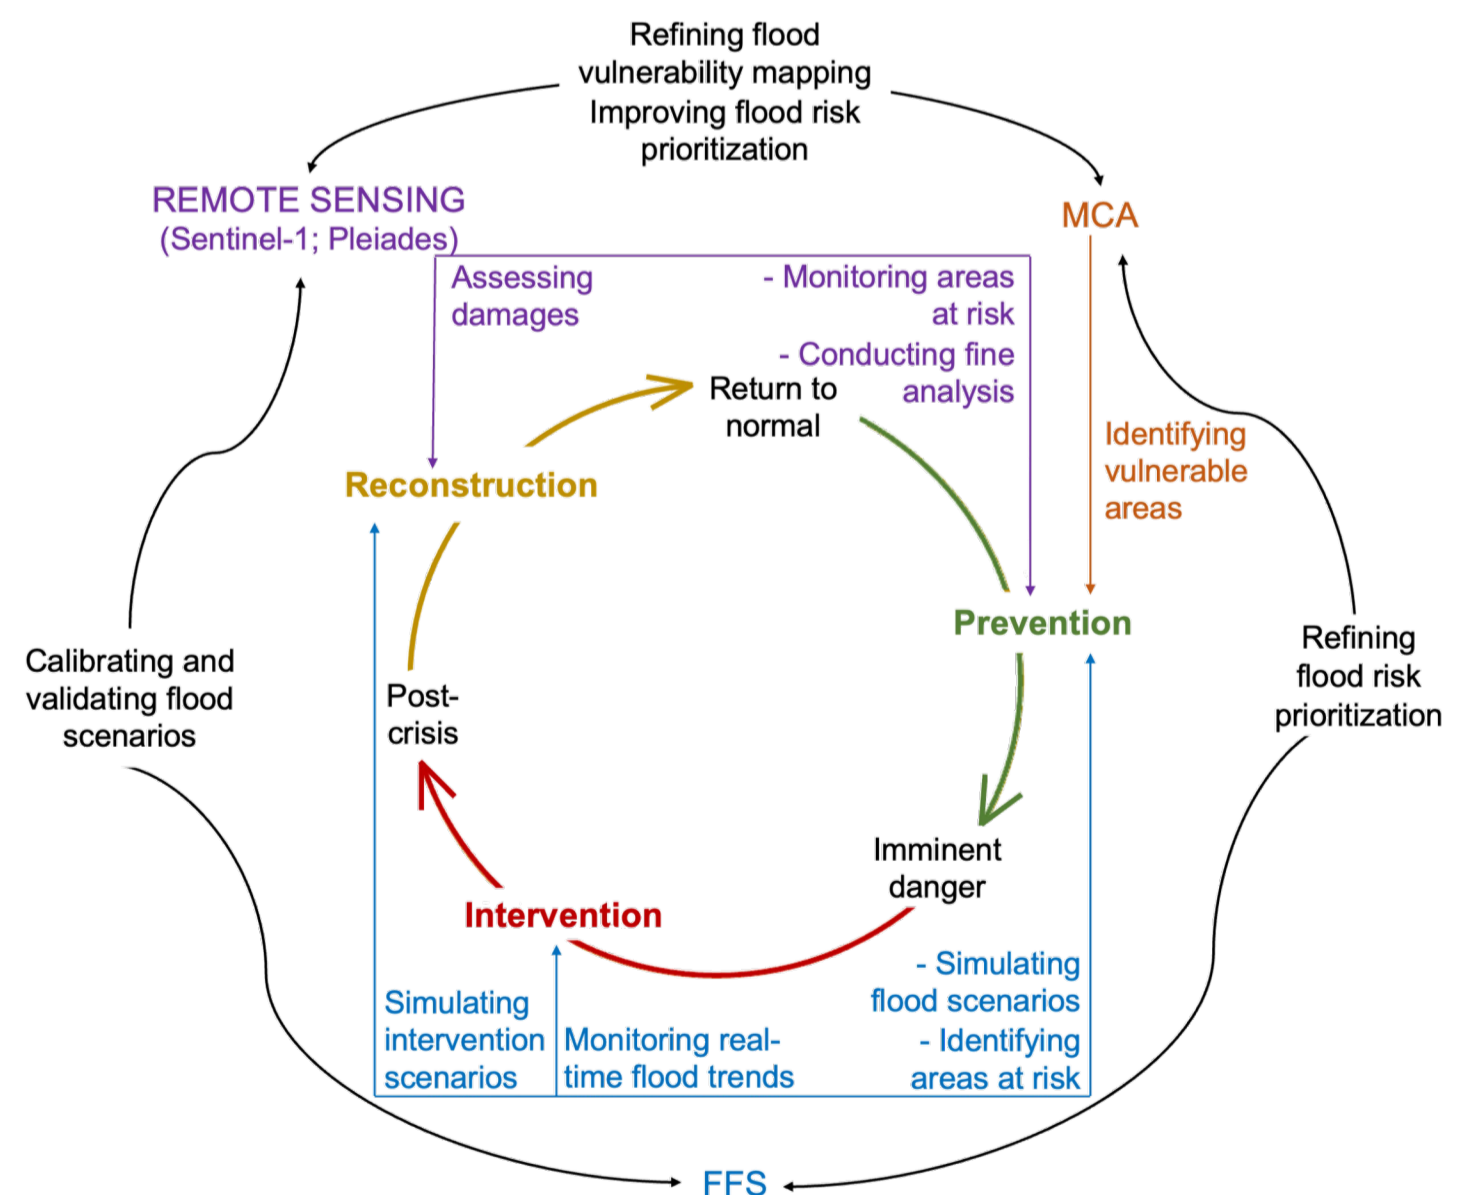 Refining flood
vulnerability mapping
Improving flood risk
prioritization
REMOTE SENSING
(Sentinel-1; Pleiades)
MCA
Assessing
damages
- Monitoring areas
at risk
- Conducting fine
analysis
Return to
normal
Identifying
vulnerable
areas
Reconstruction
Prevention
Calibrating and
validating flood
scenarios
Refining
flood risk
prioritization
Post-
crisis
Imminent
danger
Intervention
Simulating
intervention
scenarios
Monitoring real-
time flood trends
- Simulating
flood scenarios
- Identifying
areas at risk
FFS